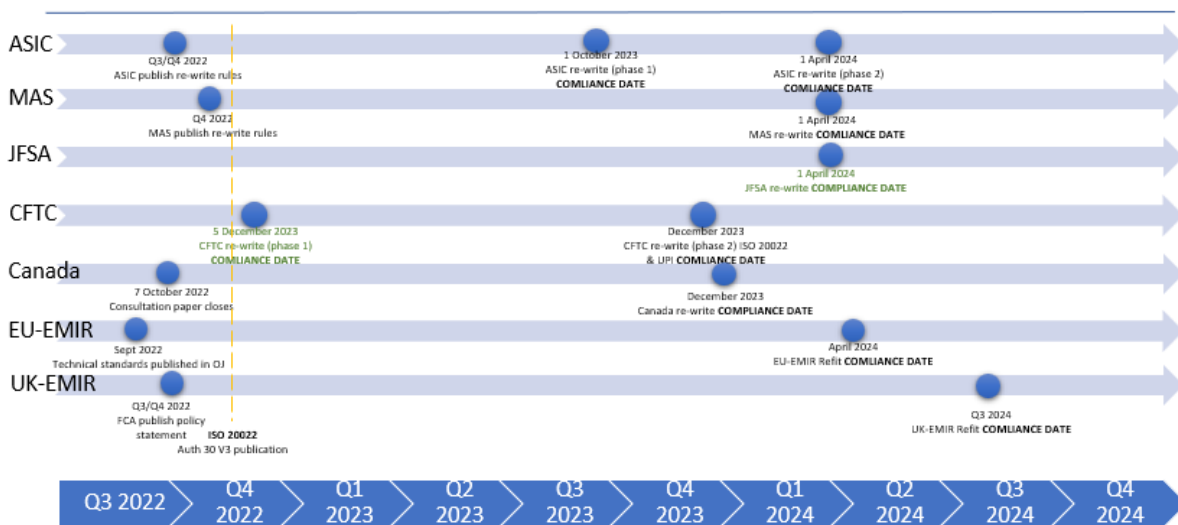 ASIC
Q3/Q4 2022
ASIC publish re-write rules
1 October 2023
ASIC re-write (phase 1)
COMLIANCE DATE
1 April 2024
ASIC re-write (phase 2)
COMLIANCE DATE
MAS
Q4 2022
MAS publish re-write rules
1 April 2024
MAS re-write COMLIANCE DATE
JFSA
1 April 2024
JFSA re-write COMPLIANCE DATE
CFTC
5 December 2023
CFTC re-write (phase 1)
COMLIANCE DATE
December 2023
CFTC re-write (phase 2) ISO 20022
& UPI COMPLIANCE DATE
Canada
7 October 2022
Consultation paper closes
December 2023
Canada re-write COMPLIANCE DATE
EU-EMIR
Sept 2022
Technical standards published in OJ
April 2024
EU-EMIR Refit COMLIANCE DATE
UK-EMIR
Q3/Q4 2022
FCA publish policy
statement
ISO 20022
Auth 30 V3 publication
Q3 2024
UK-EMIR Refit COMLIANCE DATE
Q3 2022
Q4
2022
Q1
2023
Q2
2023
Q3
2023
Q4
2023
Q1
2024
Q2
2024
Q3
2024
Q4
2024